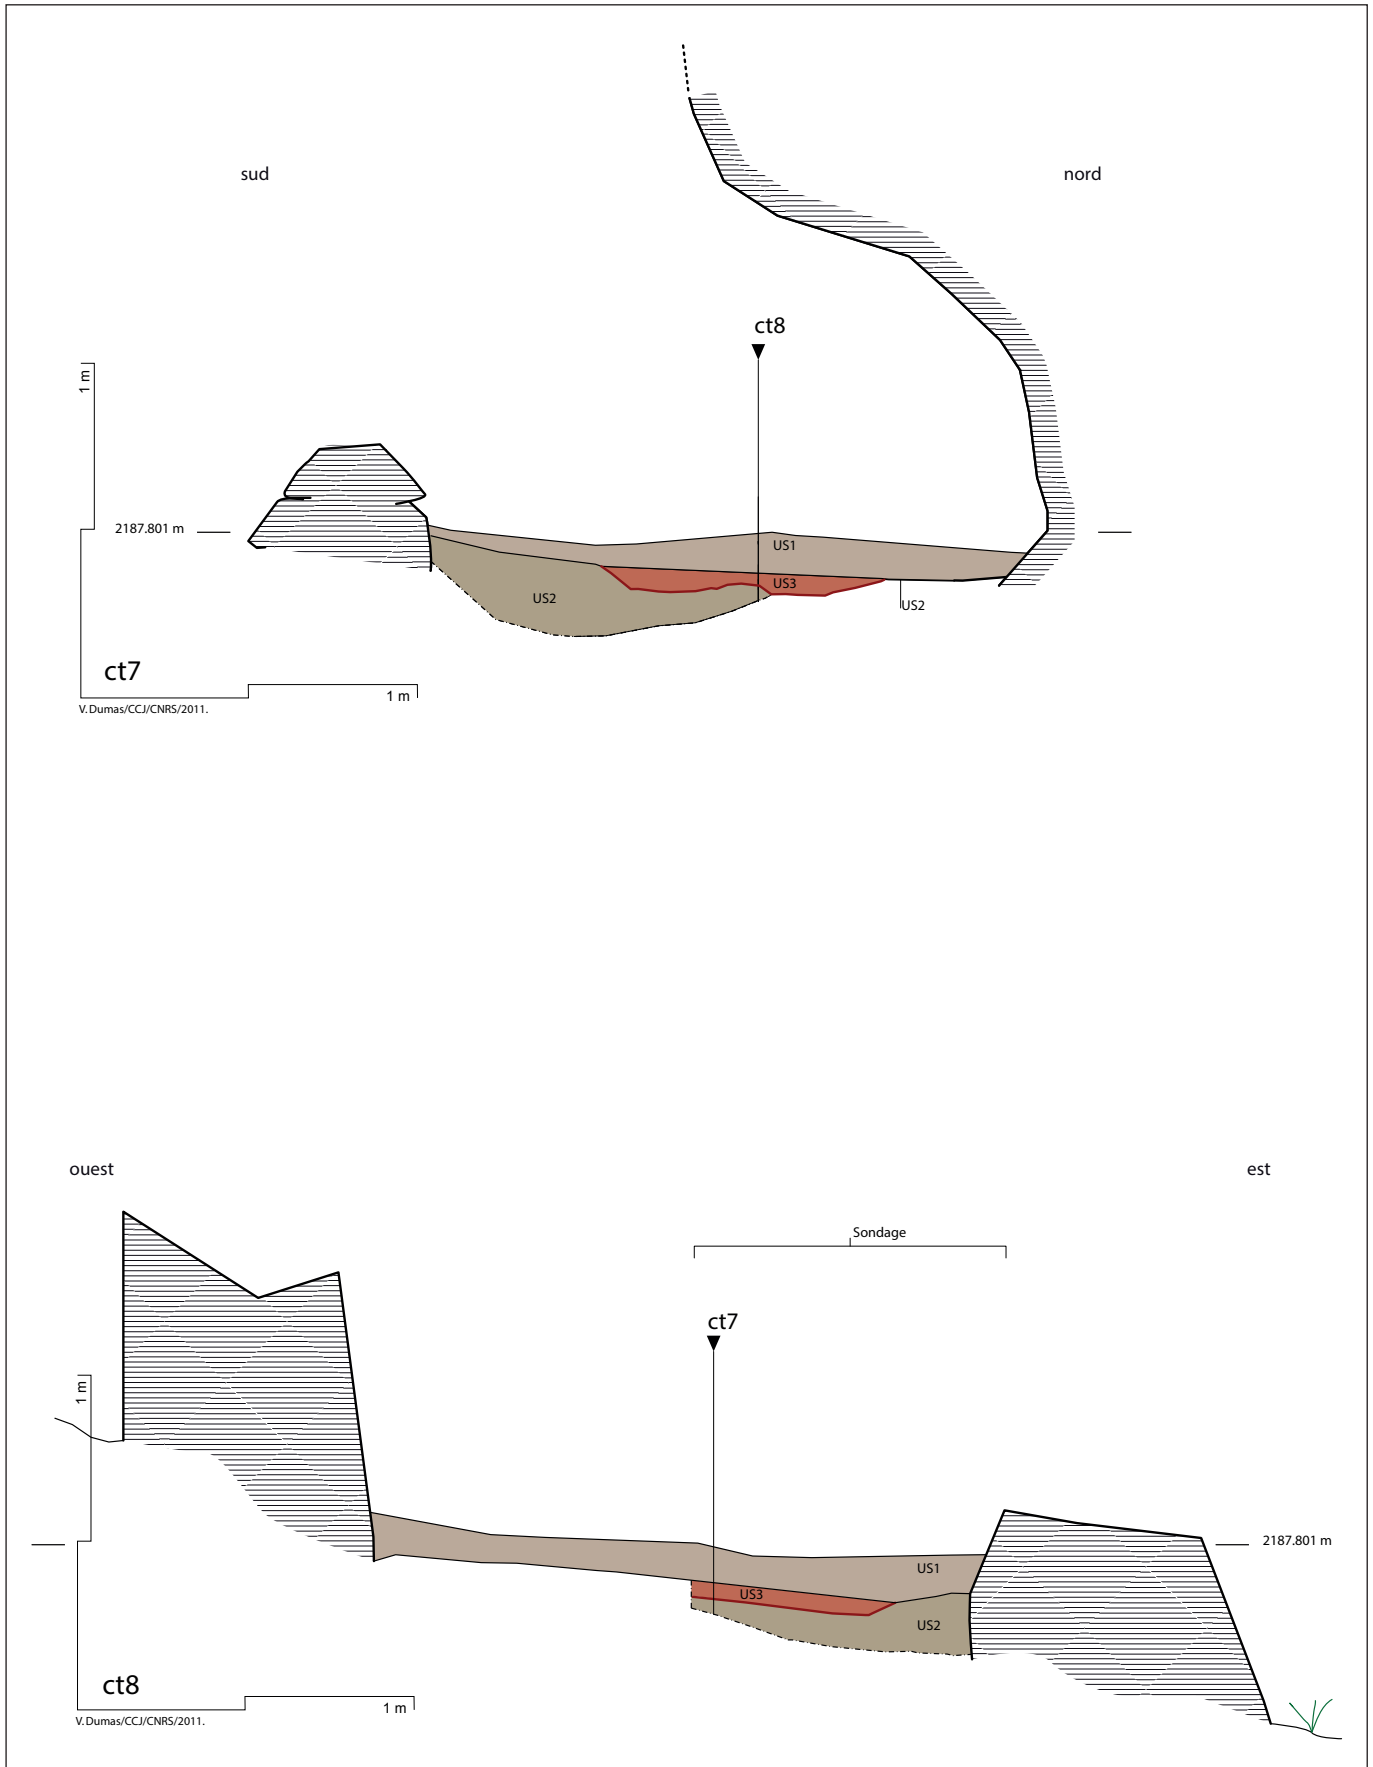 sud
nord
ct8
1 m
2187.801 m
US1
US3
US2
US2
ct7
1 m
V. Dumas/CCJ/CNRS/2011.
ouest
est
Sondage
ct7
1 m
2187.801 m
US1
US3
US2
ct8
1 m
V. Dumas/CCJ/CNRS/2011.